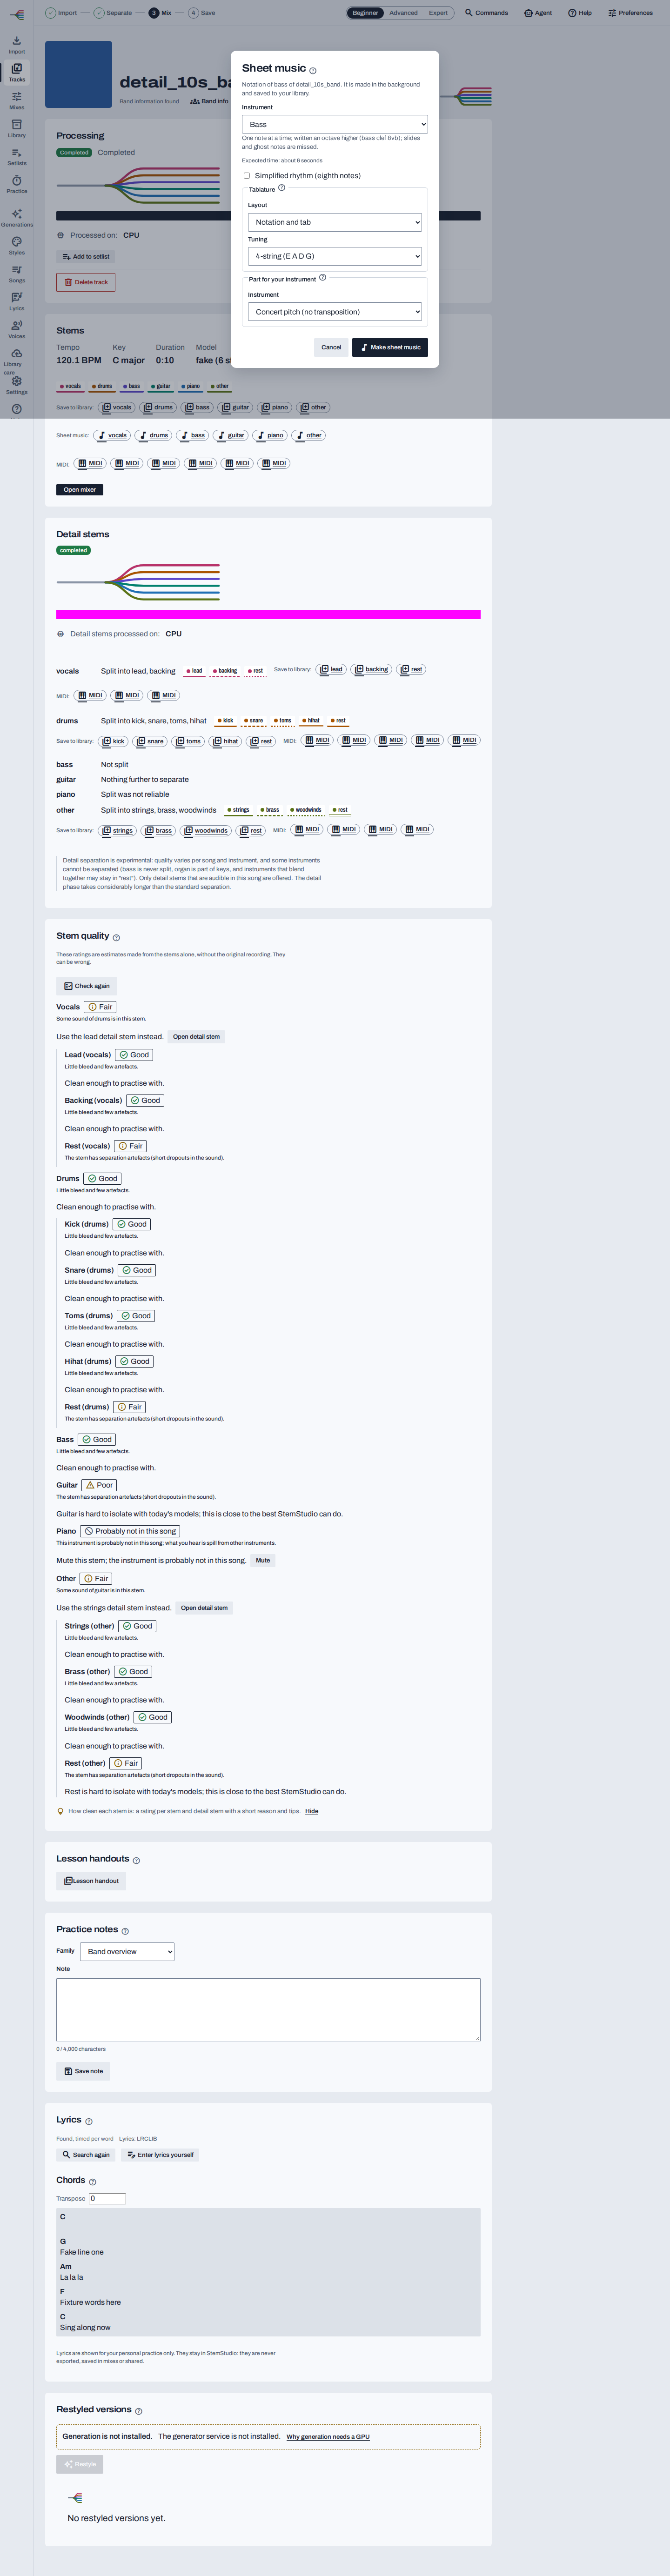 Import
Separate
3 Mix
4 Save
Beginner Advanced Expert
Commands
Agent
Help
Preferences
Import
Tracks
Mixes
Library
Setlists
Practice
Generations
Styles
Songs
Lyrics
Voices
Library care
Settings
detail_10s_ba
Band information found Band info
Sheet music
Notation of bass of detail_10s_band. It is made in the background
and saved to your library.
Instrument
Bass
One note at a time; written an octave higher (bass clef 8vb); slides
and ghost notes are missed.
Expected time: about 6 seconds
Simplified rhythm (eighth notes)
Tablature
Layout
Notation and tab
Tuning
4-string (E A D G)
Part for your instrument
Instrument
Concert pitch (no transposition)
Cancel Make sheet music
Processing
Completed Completed
Processed on: CPU
Add to setlist
Delete track
Stems
Tempo Key Duration Model
120.1 BPM C major 0:10 fake (6 st
vocals drums bass guitar piano other
Save to library: vocals drums bass guitar piano other
Sheet music: vocals drums bass guitar piano other
MIDI: MIDI MIDI MIDI MIDI MIDI MIDI
Open mixer
Detail stems
completed
Detail stems processed on: CPU
vocals Split into lead, backing lead backing rest Save to library: lead backing rest
MIDI: MIDI MIDI MIDI
drums Split into kick, snare, toms, hihat kick snare toms hihat rest
Save to library: kick snare toms hihat rest MIDI: MIDI MIDI MIDI MIDI MIDI
bass Not split
guitar Nothing further to separate
piano Split was not reliable
other Split into strings, brass, woodwinds strings brass woodwinds rest
Save to library: strings brass woodwinds rest MIDI: MIDI MIDI MIDI MIDI
Detail separation is experimental: quality varies per song and instrument, and some instruments
cannot be separated (bass is never split, organ is part of keys, and instruments that blend
together may stay in "rest"). Only detail stems that are audible in this song are offered. The detail
phase takes considerably longer than the standard separation.
Stem quality
These ratings are estimates made from the stems alone, without the original recording. They
can be wrong.
Check again
Vocals Fair
Some sound of drums is in this stem.
Use the lead detail stem instead. Open detail stem
Lead (vocals) Good
Little bleed and few artefacts.
Clean enough to practise with.
Backing (vocals) Good
Little bleed and few artefacts.
Clean enough to practise with.
Rest (vocals) Fair
The stem has separation artefacts (short dropouts in the sound).
Drums Good
Little bleed and few artefacts.
Clean enough to practise with.
Kick (drums) Good
Little bleed and few artefacts.
Clean enough to practise with.
Snare (drums) Good
Little bleed and few artefacts.
Clean enough to practise with.
Toms (drums) Good
Little bleed and few artefacts.
Clean enough to practise with.
Hihat (drums) Good
Little bleed and few artefacts.
Clean enough to practise with.
Rest (drums) Fair
The stem has separation artefacts (short dropouts in the sound).
Bass Good
Little bleed and few artefacts.
Clean enough to practise with.
Guitar Poor
The stem has separation artefacts (short dropouts in the sound).
Guitar is hard to isolate with today's models; this is close to the best StemStudio can do.
Piano Probably not in this song
This instrument is probably not in this song; what you hear is spill from other instruments.
Mute this stem; the instrument is probably not in this song. Mute
Other Fair
Some sound of guitar is in this stem.
Use the strings detail stem instead. Open detail stem
Strings (other) Good
Little bleed and few artefacts.
Clean enough to practise with.
Brass (other) Good
Little bleed and few artefacts.
Clean enough to practise with.
Woodwinds (other) Good
Little bleed and few artefacts.
Clean enough to practise with.
Rest (other) Fair
The stem has separation artefacts (short dropouts in the sound).
Rest is hard to isolate with today's models; this is close to the best StemStudio can do.
How clean each stem is: a rating per stem and detail stem with a short reason and tips. Hide
Lesson handouts
Lesson handout
Practice notes
Family Band overview
Note
0 / 4,000 characters
Save note
Lyrics
Found, timed per word Lyrics: LRCLIB
Search again Enter lyrics yourself
Chords
Transpose 0
C
G
Fake line one
Am
La la la
F
Fixture words here
C
Sing along now
Lyrics are shown for your personal practice only. They stay in StemStudio: they are never
exported, saved in mixes or shared.
Restyled versions
Generation is not installed. The generator service is not installed. Why generation needs a GPU
Restyle
No restyled versions yet.